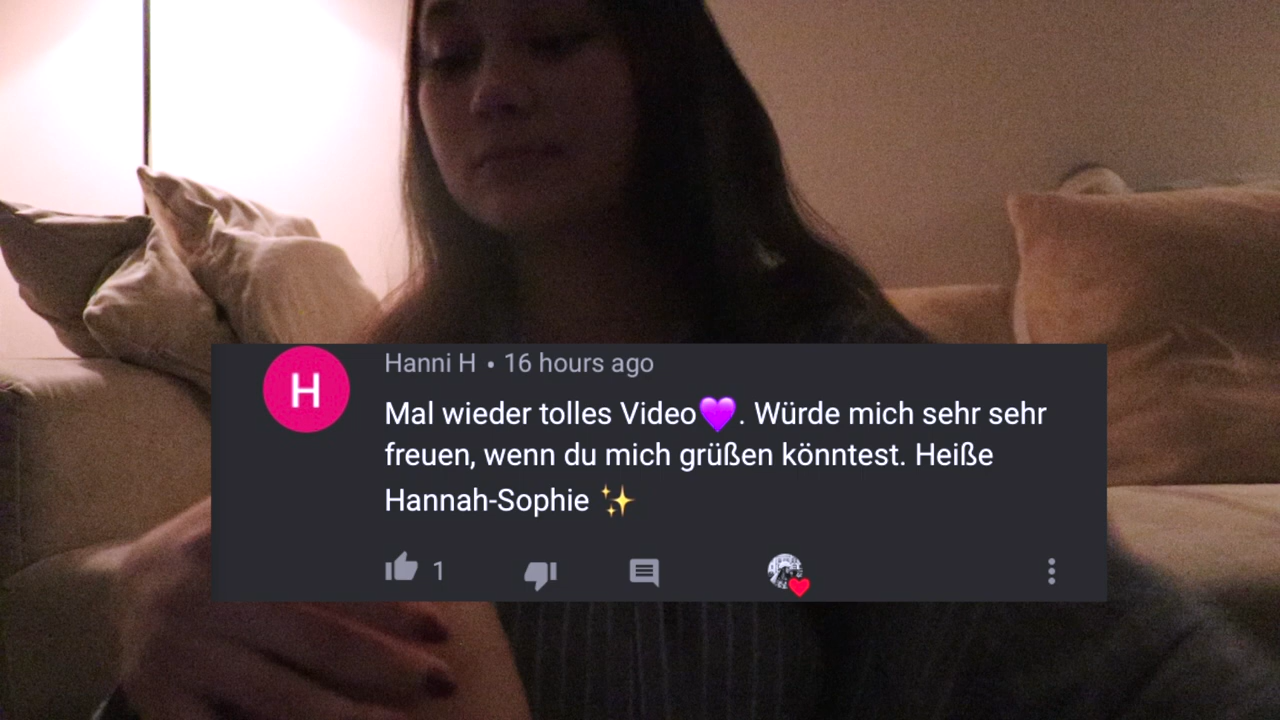 H
Hanni H • 16 hours ago
Mal wieder tolles Video💜. Würde mich sehr sehr
freuen, wenn du mich grüßen könntest. Heiße
Hannah-Sophie ✨
1